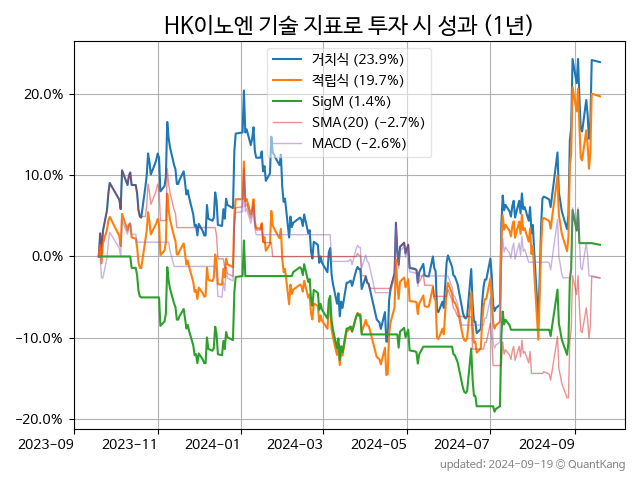 HK이노엔 기술 지표로 투자 시 성과 (1년)
거치식 (23.9%)
적립식 (19.7%)
SigM (1.4%)
SMA(20) (−2.7%)
MACD (−2.6%)
20.0%
10.0%
0.0%
−10.0%
−20.0%
2023-09 2023-11 2024-01 2024-03 2024-05 2024-07 2024-09
updated: 2024-09-19 © QuantKang